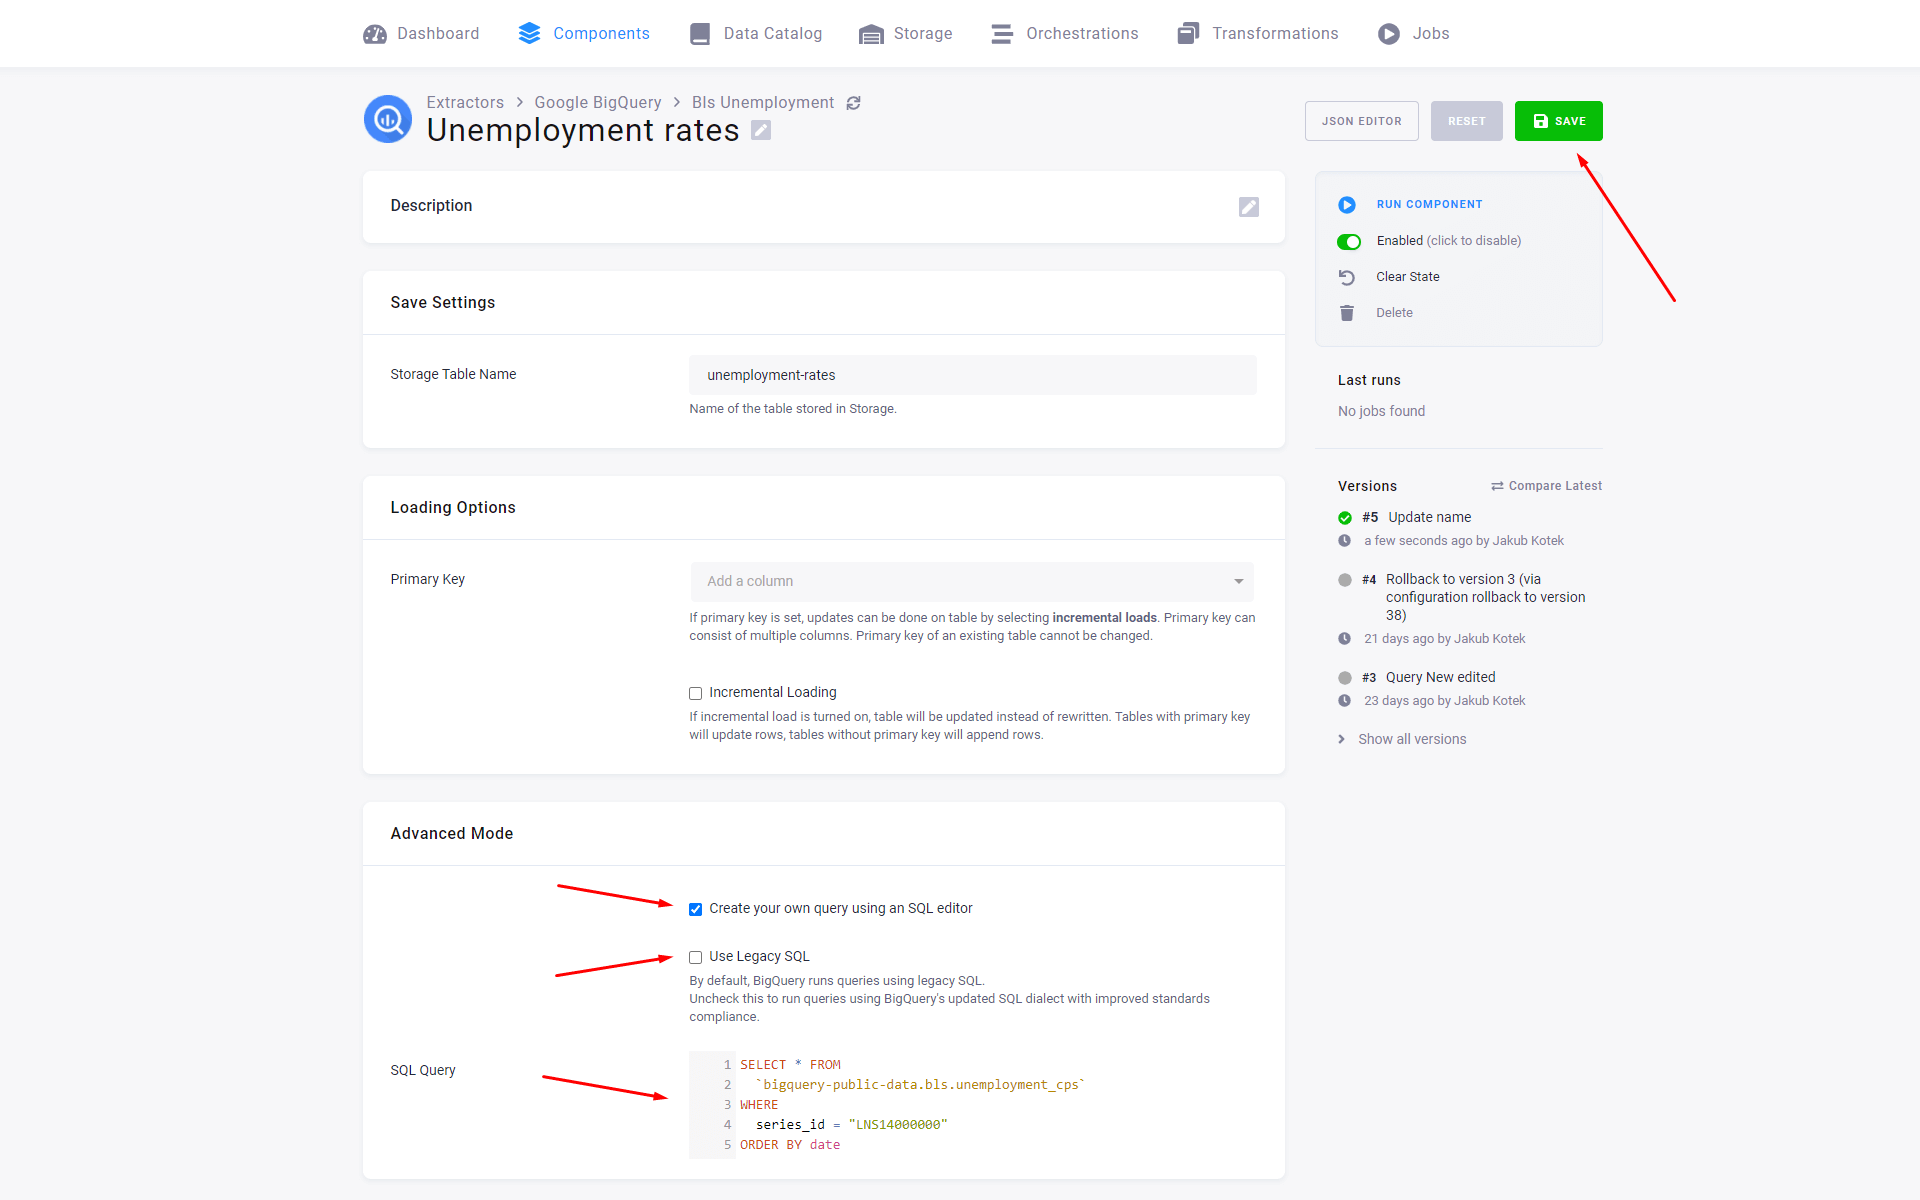 Dashboard Components Data Catalog Storage Orchestrations Transformations Jobs
Extractors > Google BigQuery > Bls Unemployment
Unemployment rates
JSON EDITOR RESET SAVE
Description
Save Settings
Storage Table Name
unemployment-rates
Name of the table stored in Storage.
Loading Options
Primary Key
Add a column
If primary key is set, updates can be done on table by selecting incremental loads. Primary key can
consist of multiple columns. Primary key of an existing table cannot be changed.
Incremental Loading
If incremental load is turned on, table will be updated instead of rewritten. Tables with primary key
will update rows, tables without primary key will append rows.
Advanced Mode
Create your own query using an SQL editor
Use Legacy SQL
By default, BigQuery runs queries using legacy SQL.
Uncheck this to run queries using BigQuery's updated SQL dialect with improved standards
compliance.
SQL Query
1 SELECT * FROM
2 `bigquery-public-data.bls.unemployment_cps`
3 WHERE
4 series_id = "LNS14000000"
5 ORDER BY date
RUN COMPONENT
Enabled (click to disable)
Clear State
Delete
Last runs
No jobs found
Versions Compare Latest
#5 Update name
a few seconds ago by Jakub Kotek
#4 Rollback to version 3 (via
configuration rollback to version
38)
21 days ago by Jakub Kotek
#3 Query New edited
23 days ago by Jakub Kotek
Show all versions